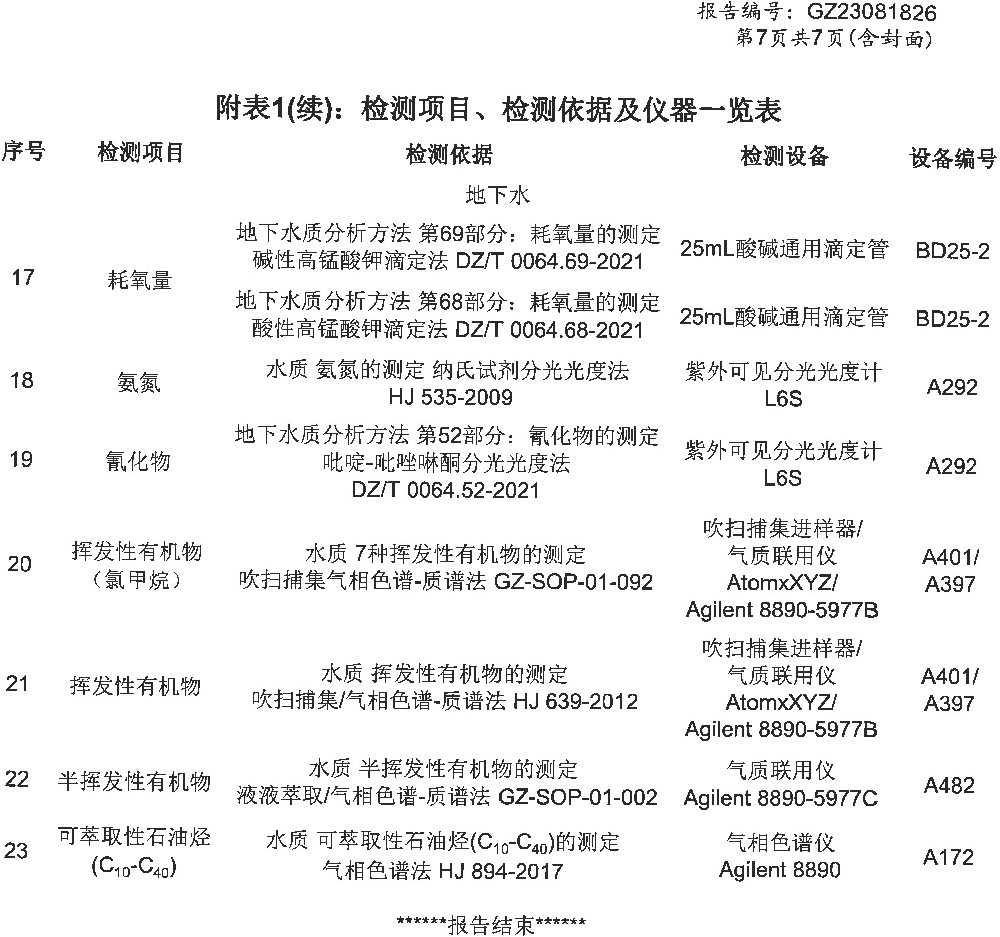 报告编号：GZ23081826
第7页共7页(含封面)
附表1(续)：检测项目、检测依据及仪器一览表
序号 检测项目 检测依据 检测设备 设备编号
地下水
17 耗氧量
地下水质分析方法 第69部分：耗氧量的测定
碱性高锰酸钾滴定法 DZ/T 0064.69-2021
25mL酸碱通用滴定管 BD25-2
地下水质分析方法 第68部分：耗氧量的测定
酸性高锰酸钾滴定法 DZ/T 0064.68-2021
25mL酸碱通用滴定管 BD25-2
18 氨氮
水质 氨氮的测定 纳氏试剂分光光度法
HJ 535-2009
紫外可见分光光度计
L6S
A292
19 氰化物
地下水质分析方法 第52部分：氰化物的测定
吡啶-吡唑啉酮分光光度法
DZ/T 0064.52-2021
紫外可见分光光度计
L6S
A292
20
挥发性有机物
（氯甲烷）
水质 7种挥发性有机物的测定
吹扫捕集气相色谱-质谱法 GZ-SOP-01-092
吹扫捕集进样器/
气质联用仪
AtomxXYZ/
Agilent 8890-5977B
A401/
A397
21 挥发性有机物
水质 挥发性有机物的测定
吹扫捕集/气相色谱-质谱法 HJ 639-2012
吹扫捕集进样器/
气质联用仪
AtomxXYZ/
Agilent 8890-5977B
A401/
A397
22 半挥发性有机物
水质 半挥发性有机物的测定
液液萃取/气相色谱-质谱法 GZ-SOP-01-002
气质联用仪
Agilent 8890-5977C
A482
23
可萃取性石油烃
(C₁₀-C₄₀)
水质 可萃取性石油烃(C₁₀-C₄₀)的测定
气相色谱法 HJ 894-2017
气相色谱仪
Agilent 8890
A172
******报告结束******